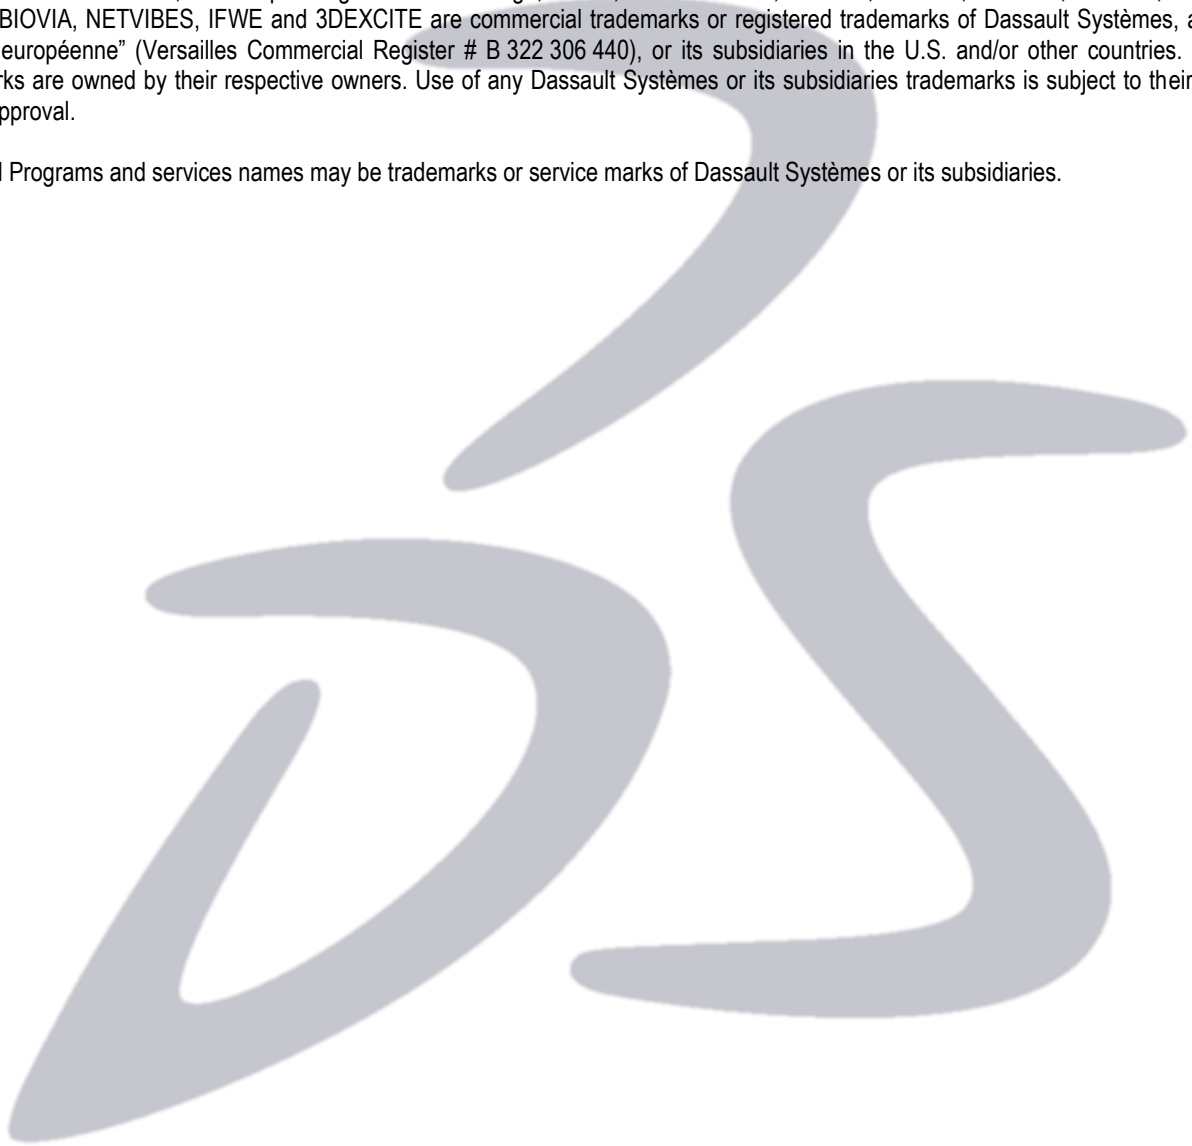 BIOVIA, NETVIBES, IFWE and 3DEXCITE are commercial trademarks or registered trademarks of Dassault Systèmes, a
européenne” (Versailles Commercial Register # B 322 306 440), or its subsidiaries in the U.S. and/or other countries.
rks are owned by their respective owners. Use of any Dassault Systèmes or its subsidiaries trademarks is subject to their
pproval.
Programs and services names may be trademarks or service marks of Dassault Systèmes or its subsidiaries.